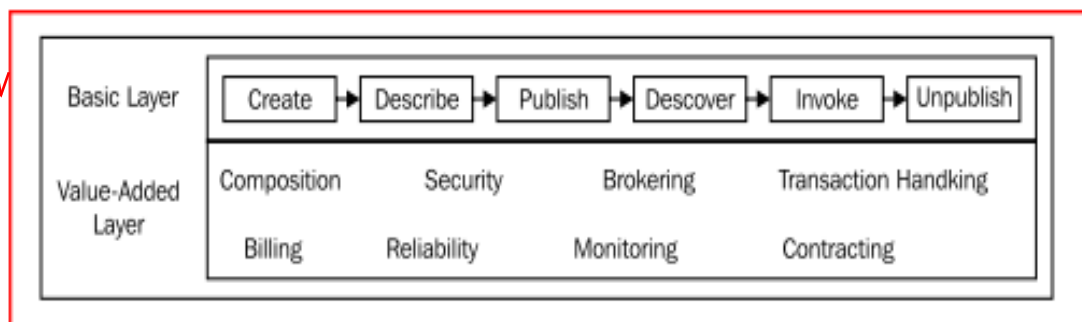 Basic Layer
Create Describe Publish Descover Invoke Unpublish
Value-Added
Layer
Composition Security Brokering Transaction Handking
Billing Reliability Monitoring Contracting